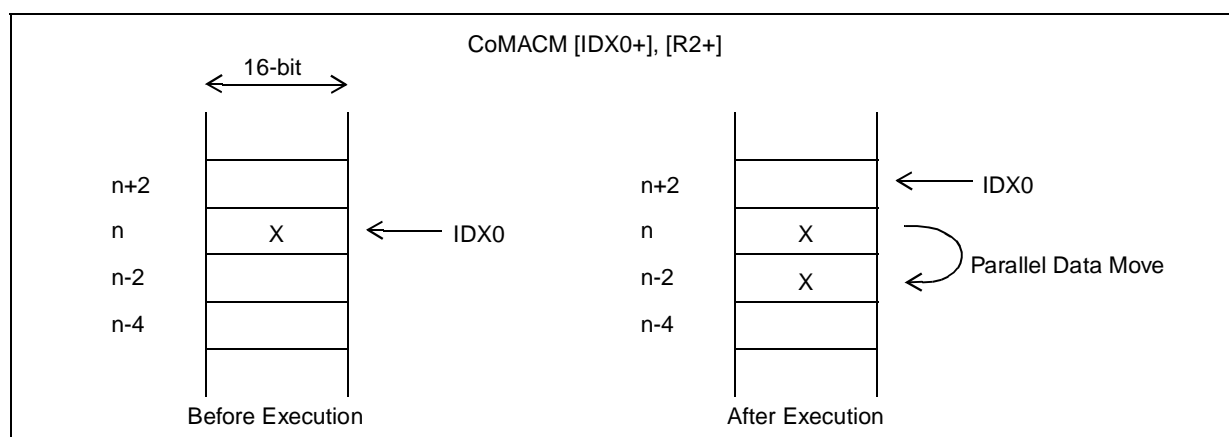 CoMACM [IDX0+], [R2+]
16-bit
n+2
n X IDX0
n-2
n-4
Before Execution
n+2 IDX0
n X
n-2 X Parallel Data Move
n-4
After Execution